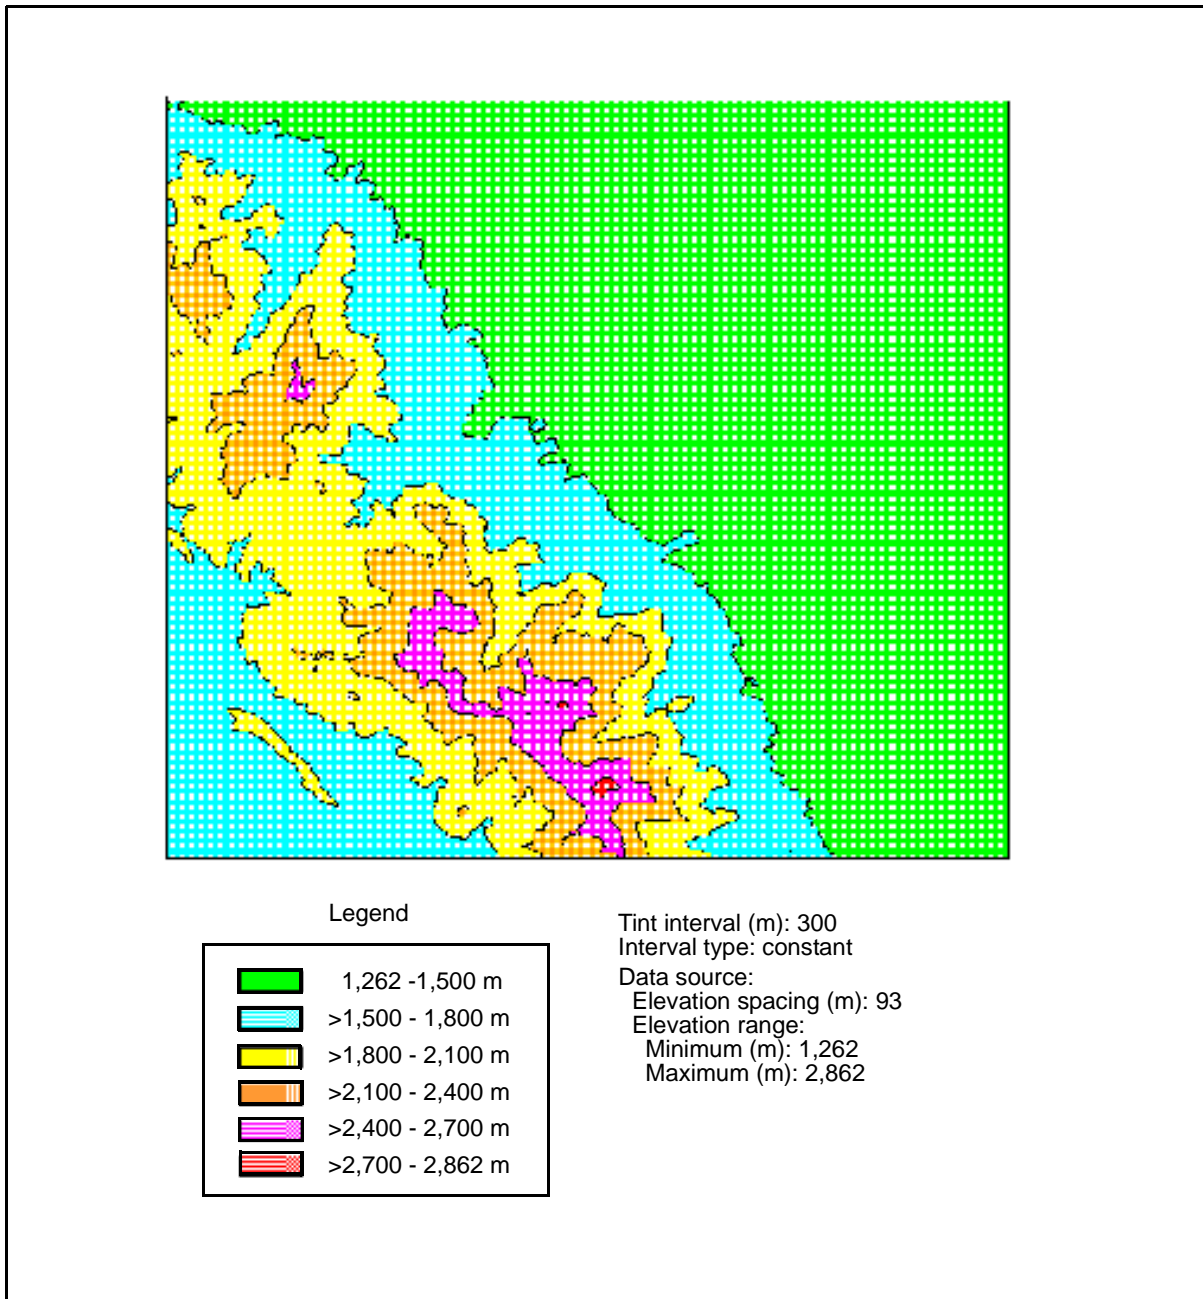 Legend
1,262 -1,500 m
>1,500 - 1,800 m
>1,800 - 2,100 m
>2,100 - 2,400 m
>2,400 - 2,700 m
>2,700 - 2,862 m
Tint interval (m): 300
Interval type: constant
Data source:
Elevation spacing (m): 93
Elevation range:
Minimum (m): 1,262
Maximum (m): 2,862